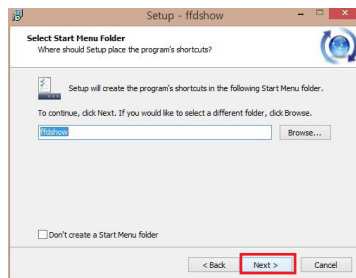 Setup - ffdshow
Select Start Menu Folder
Where should Setup place the program's shortcuts?
Setup will create the program's shortcuts in the following Start Menu folder.
To continue, click Next. If you would like to select a different folder, click Browse.
ffdshow
Browse...
Don't create a Start Menu folder
< Back
Next >
Cancel